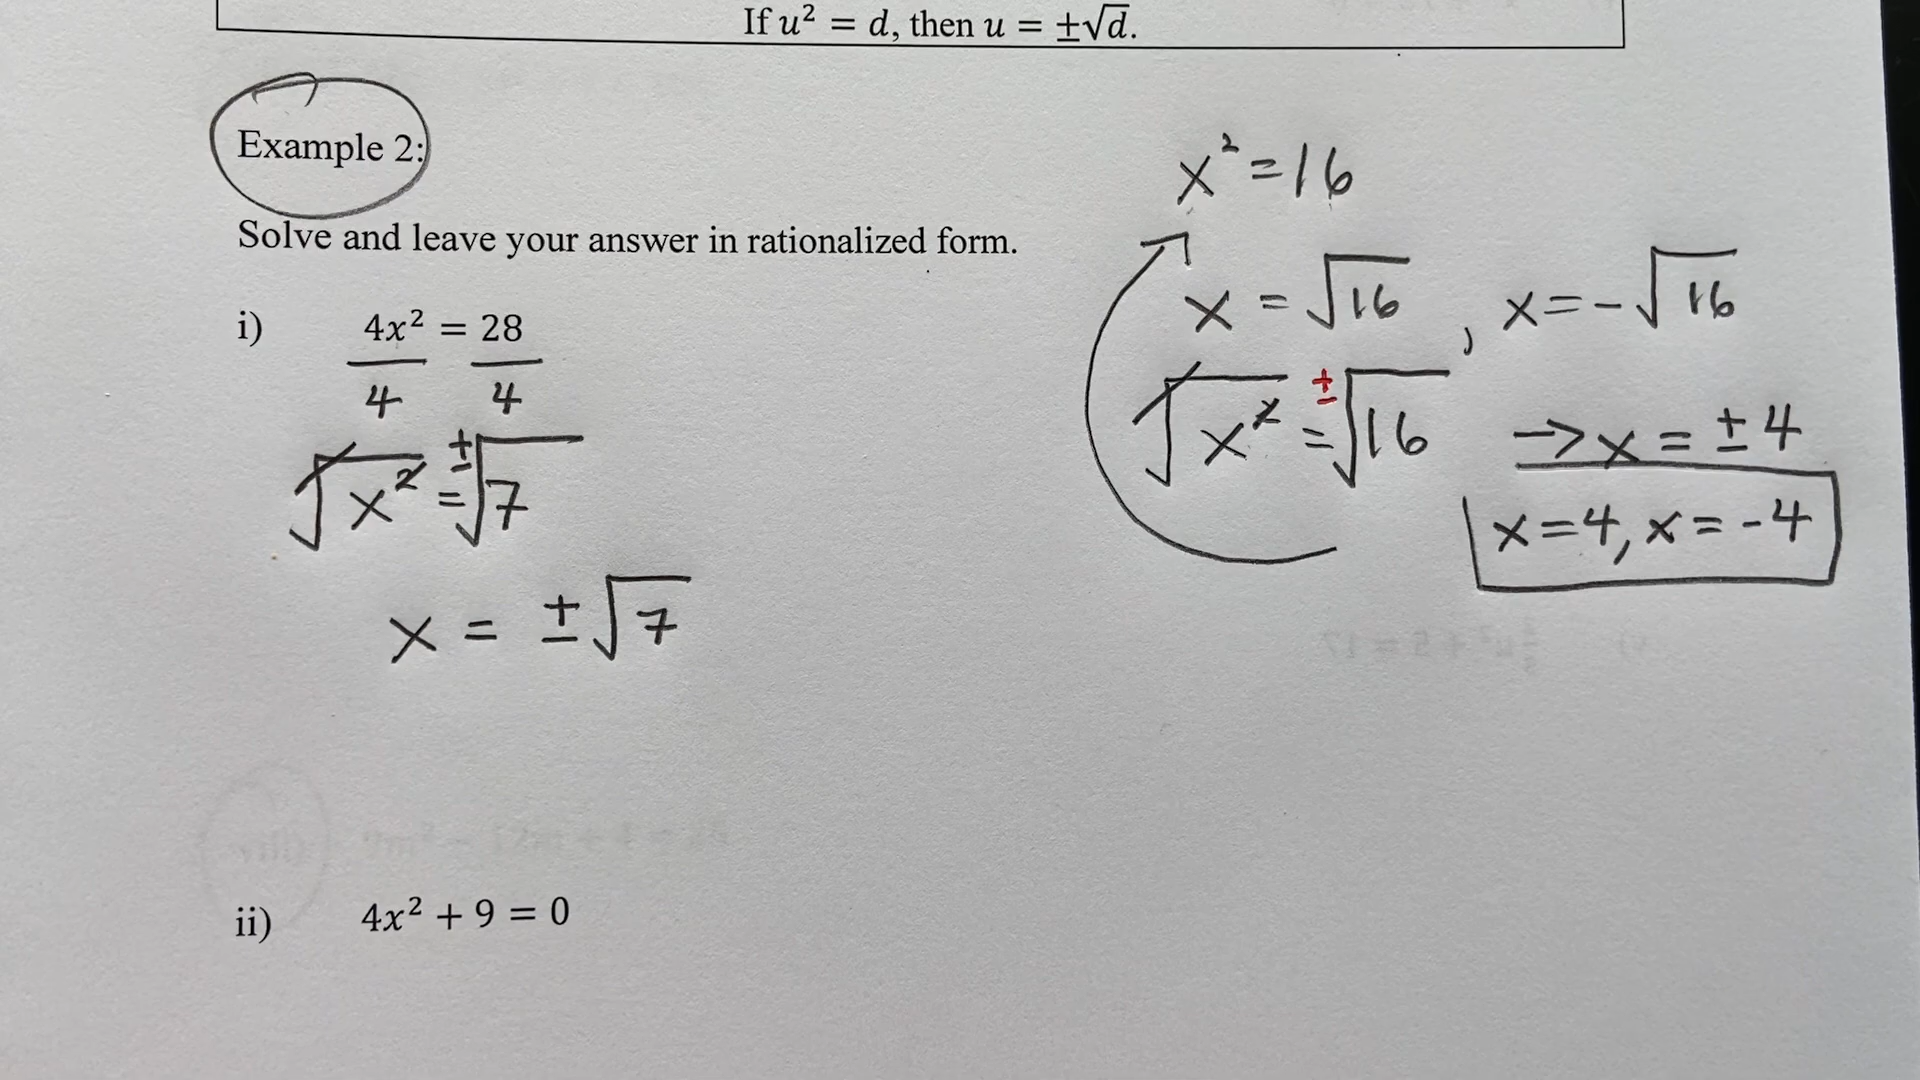 If u² = d, then u = ±√d.
Example 2:
Solve and leave your answer in rationalized form.
i) 4x² = 28
4 4
√x² = ±√7
x = ±√7
x² = 16
x = √16 , x = -√16
√x² = ±√16 → x = ± 4
x = 4, x = -4
ii) 4x² + 9 = 0